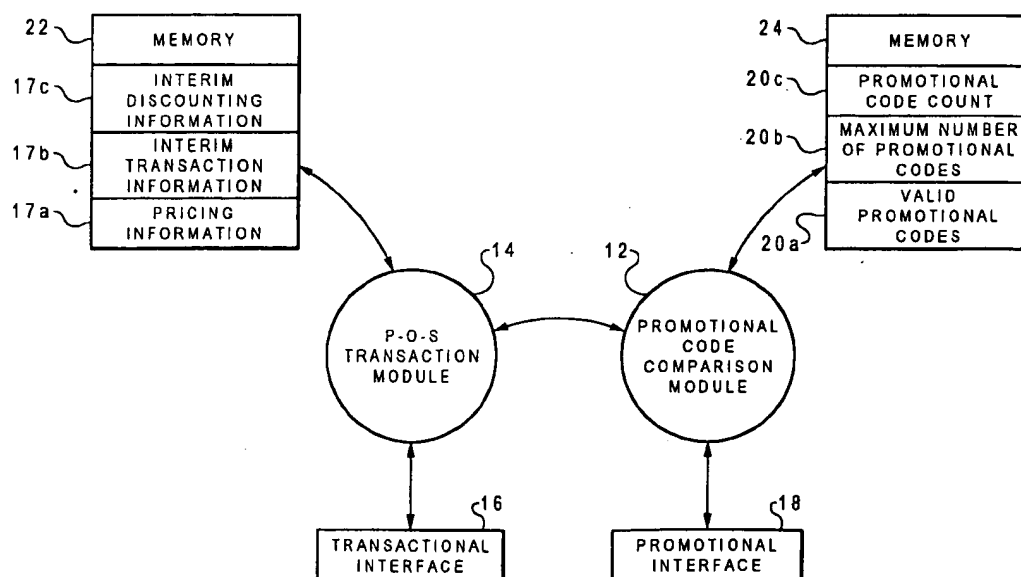 22
MEMORY
17c
INTERIM
DISCOUNTING
INFORMATION
17b
INTERIM
TRANSACTION
INFORMATION
17a
PRICING
INFORMATION
24
MEMORY
20c
PROMOTIONAL
CODE COUNT
20b
MAXIMUM NUMBER
OF PROMOTIONAL
CODES
20a
VALID
PROMOTIONAL
CODES
14
P-O-S
TRANSACTION
MODULE
12
PROMOTIONAL
CODE
COMPARISON
MODULE
16
TRANSACTIONAL
INTERFACE
18
PROMOTIONAL
INTERFACE